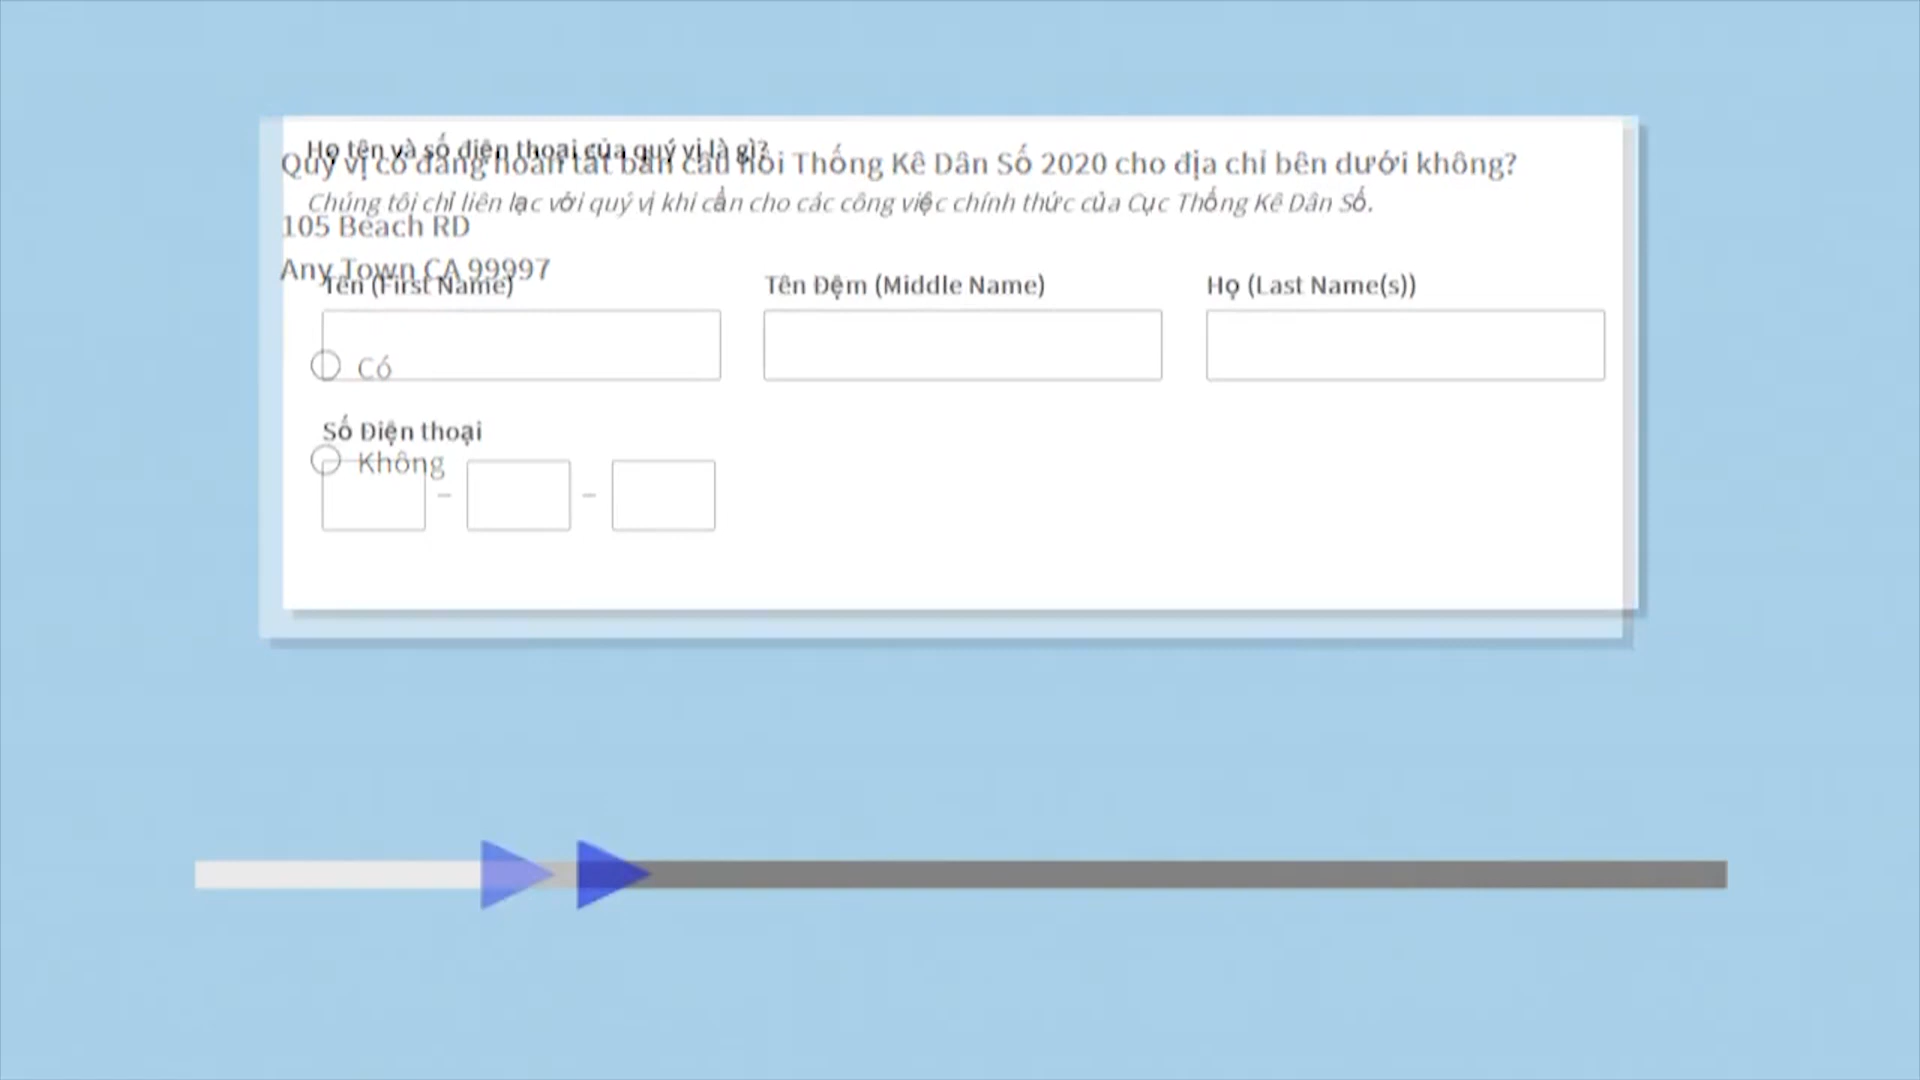 Họ tên và số điện thoại của quý vị là gì?
Quý vị có đang hoàn tất bản câu hỏi Thống Kê Dân Số 2020 cho địa chỉ bên dưới không?
Chúng tôi chỉ liên lạc với quý vị khi cần cho các công việc chính thức của Cục Thống Kê Dân Số.
105 Beach RD
Any Town CA 99997
Tên (First Name)
Tên Đệm (Middle Name)
Họ (Last Name(s))
Có
Số Điện thoại
Không
– –